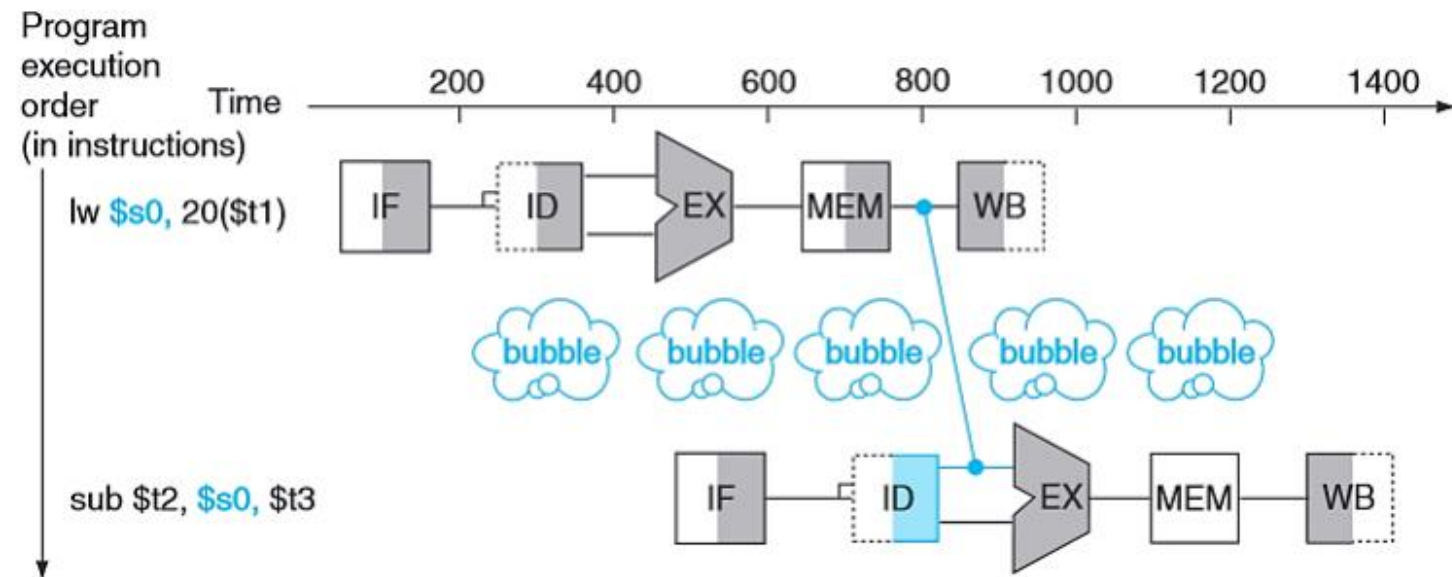 Program
execution
order
(in instructions)
Time
200 400 600 800 1000 1200 1400
lw $s0, 20($t1)
IF ID EX MEM WB
bubble bubble bubble bubble bubble
sub $t2, $s0, $t3
IF ID EX MEM WB